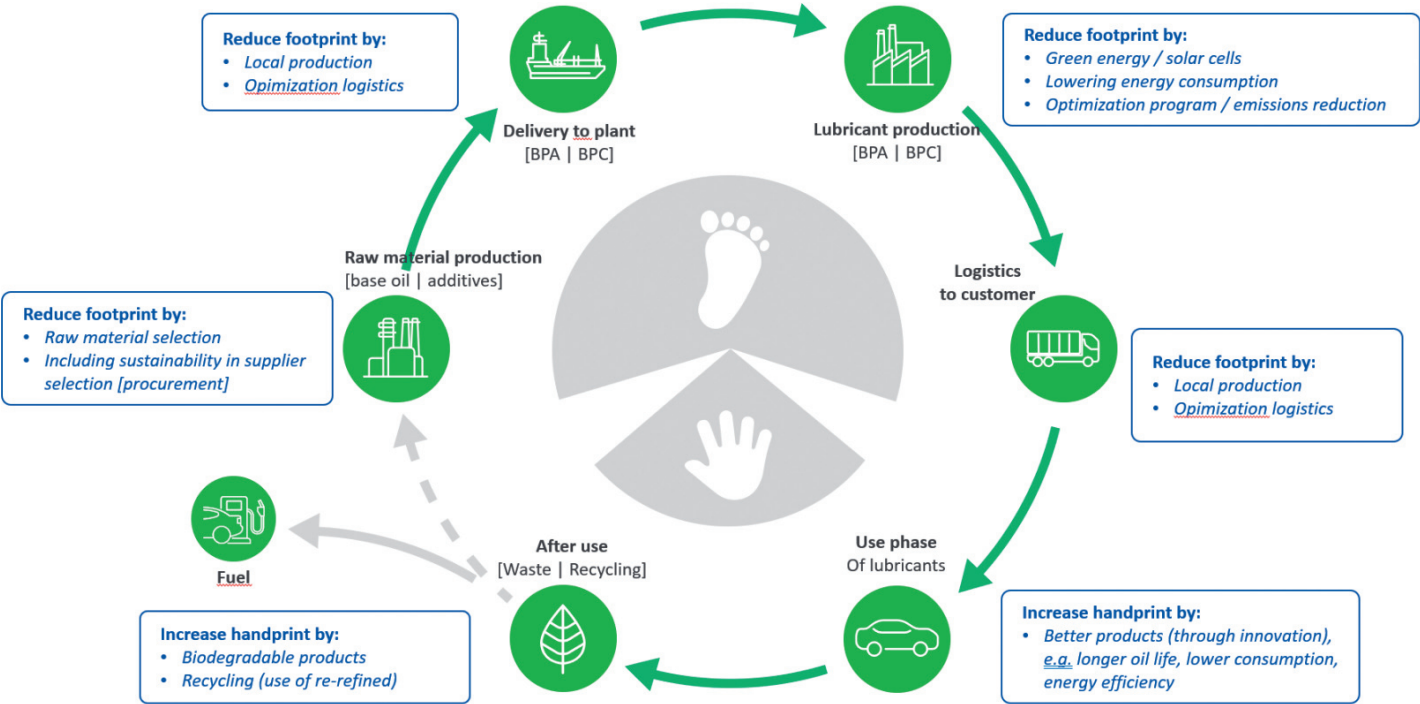 Reduce footprint by:
• Local production
• Opimization logistics
Delivery to plant
[BPA | BPC]
Lubricant production
[BPA | BPC]
Reduce footprint by:
• Green energy / solar cells
• Lowering energy consumption
• Optimization program / emissions reduction
Raw material production
[base oil | additives]
Logistics
to customer
Reduce footprint by:
• Raw material selection
• Including sustainability in supplier
selection [procurement]
Reduce footprint by:
• Local production
• Opimization logistics
Fuel
After use
[Waste | Recycling]
Use phase
Of lubricants
Increase handprint by:
• Biodegradable products
• Recycling (use of re-refined)
Increase handprint by:
• Better products (through innovation),
e.g. longer oil life, lower consumption,
energy efficiency